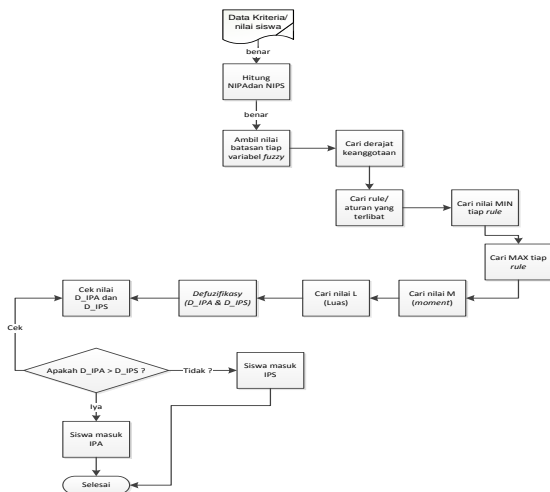 Data Kriteria/
nilai siswa
benar
Hitung
NIPAdan NIPS
benar
Ambil nilai
batasan tiap
variabel fuzzy
Cari derajat
keanggotaan
Cari rule/
aturan yang
terlibat
Cari nilai MIN
tiap rule
Cari MAX tiap
rule
Cari nilai M
(moment)
Cari nilai L
(Luas)
Defuzifikasy
(D_IPA & D_IPS)
Cek nilai
D_IPA dan
D_IPS
Cek
Apakah D_IPA > D_IPS ?
Tidak ?
Siswa masuk
IPS
Iya
Siswa masuk
IPA
Selesai